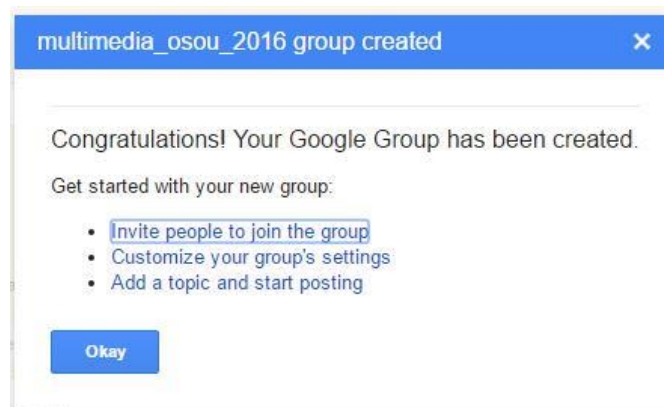 multimedia_osou_2016 group created
Congratulations! Your Google Group has been created.
Get started with your new group:
Invite people to join the group
Customize your group's settings
Add a topic and start posting
Okay